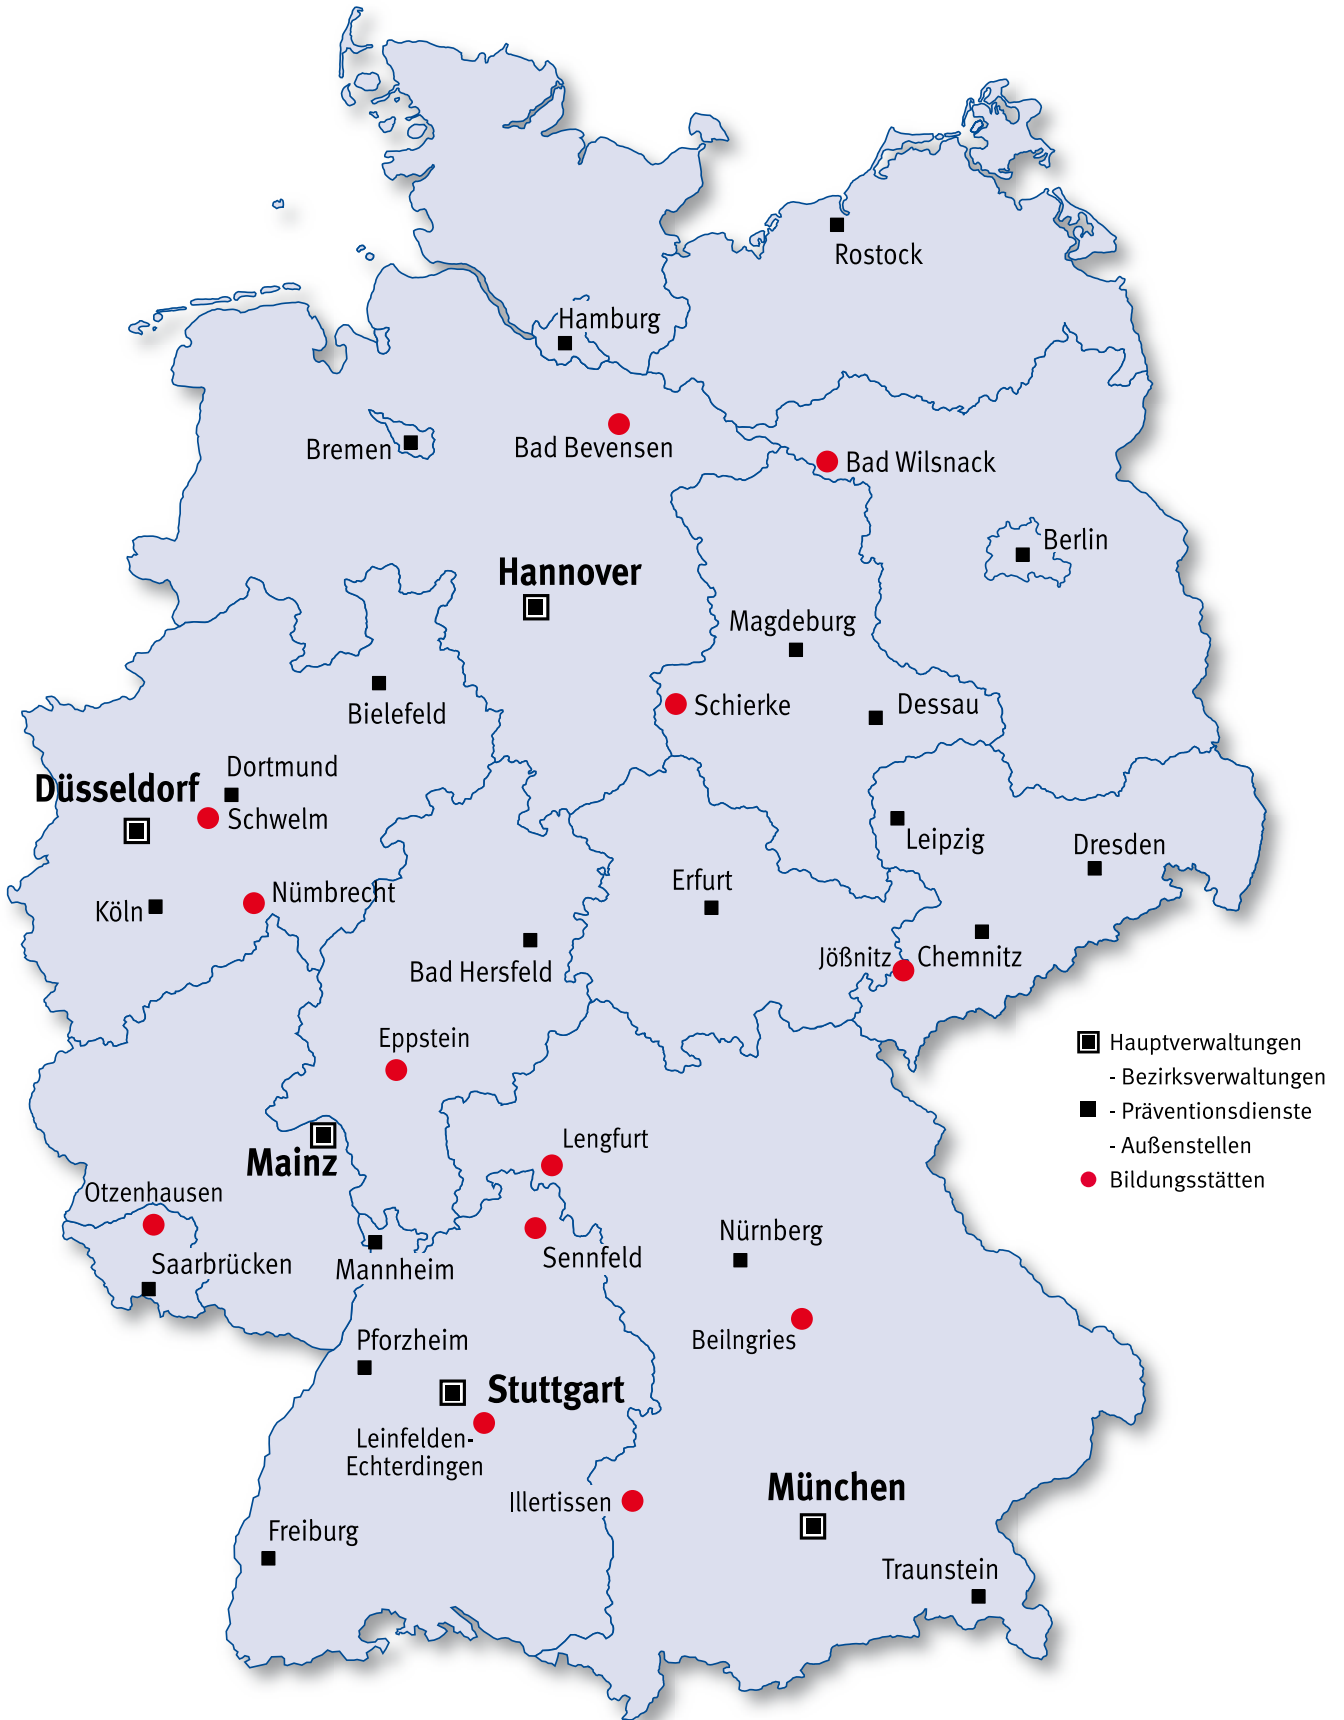 Rostock
Hamburg
Bremen
Bad Bevensen
Bad Wilsnack
Berlin
Hannover
Magdeburg
Schierke
Dessau
Bielefeld
Dortmund
Düsseldorf
Schwelm
Leipzig
Dresden
Erfurt
Nümbrecht
Köln
Jößnitz
Chemnitz
Bad Hersfeld
Eppstein
Hauptverwaltungen
- Bezirksverwaltungen
- Präventionsdienste
- Außenstellen
Bildungsstätten
Lengfurt
Mainz
Otzenhausen
Nürnberg
Saarbrücken
Mannheim
Sennfeld
Pforzheim
Beilngries
Stuttgart
Leinfelden-
Echterdingen
Illertissen
München
Freiburg
Traunstein